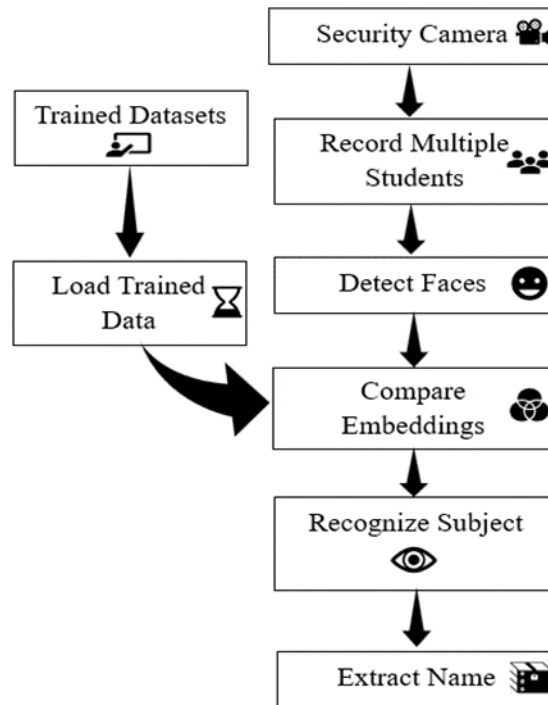 Security Camera
Trained Datasets
Record Multiple
Students
Load Trained
Data
Detect Faces
Compare
Embeddings
Recognize Subject
Extract Name